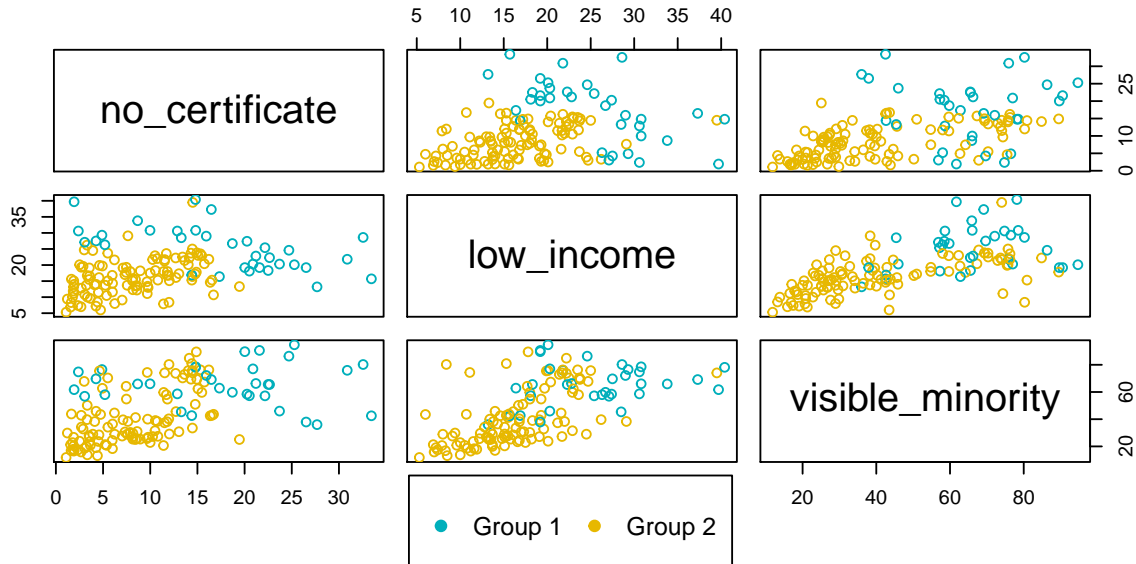 5 10 15 20 25 30 35 40
no_certificate
0 10 25
5 20 35
low_income
visible_minority
20 60
0 5 10 15 20 25 30
20 40 60 80
Group 1 Group 2